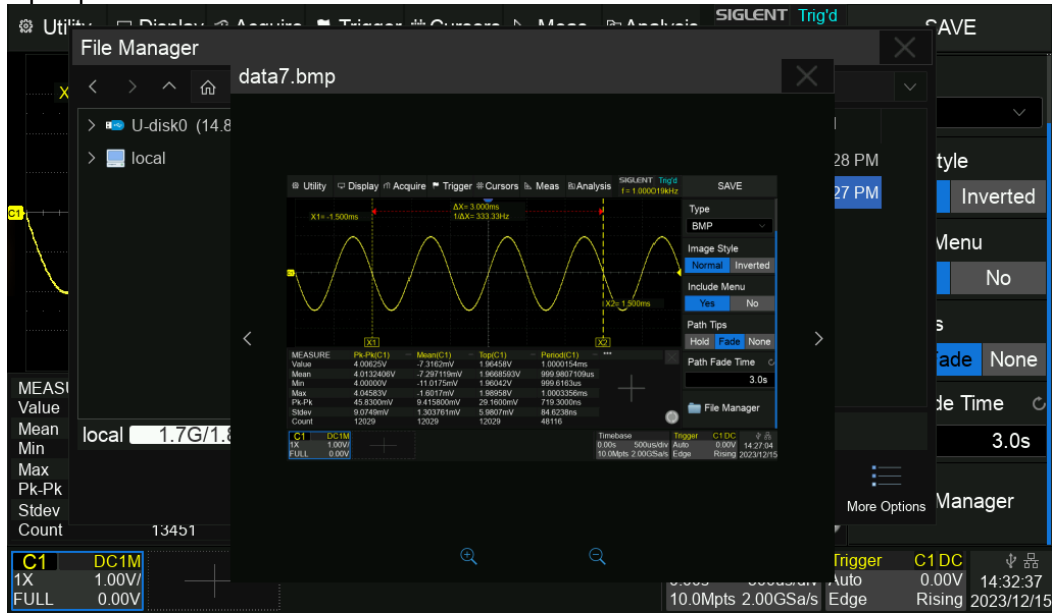 Utility Display Acquire Trigger Cursors Meas Analysis SIGLENT Trig'd SAVE
File Manager
data7.bmp
U-disk0 (14.8
local
28 PM
27 PM
tyle
Inverted
Menu
No
s
ade None
de Time
3.0s
Manager
X
C1
Utility Display Acquire Trigger Cursors Meas Analysis SIGLENT Trig'd SAVE
f = 1.000019kHz
X1= -1.500ms
ΔX= 3.000ms
1/ΔX= 333.33Hz
X2= 1.500ms
X1 X2
Type
BMP
Image Style
Normal Inverted
Include Menu
Yes No
Path Tips
Hold Fade None
Path Fade Time
3.0s
File Manager
MEASURE Pk-Pk(C1) Mean(C1) Top(C1) Period(C1)
Value 4.00625V -7.3162mV 1.96458V 1.0000154ms
Mean 4.0132406V -7.297119mV 1.9668593V 999.9807109us
Min 4.00000V -11.0175mV 1.96042V 999.6163us
Max 4.04583V -1.6017mV 1.98958V 1.0003356ms
Pk-Pk 45.8300mV 9.415800mV 29.1600mV 719.3000ns
Stdev 9.0749mV 1.303761mV 5.9807mV 84.6238ns
Count 12029 12029 12029 48116
C1 DC1M
1X 1.00V/
FULL 0.00V
Timebase
0.00s 500us/div
10.0Mpts 2.00GSa/s
Trigger C1 DC
Auto 0.00V
Edge Rising
14:27:04
2023/12/15
MEASU
Value
Mean
Min
Max
Pk-Pk
Stdev
Count 13451
local 1.7G/1.8
More Options
C1 DC1M
1X 1.00V/
FULL 0.00V
10.0Mpts 2.00GSa/s
Trigger C1 DC
Auto 0.00V
Edge Rising
14:32:37
2023/12/15